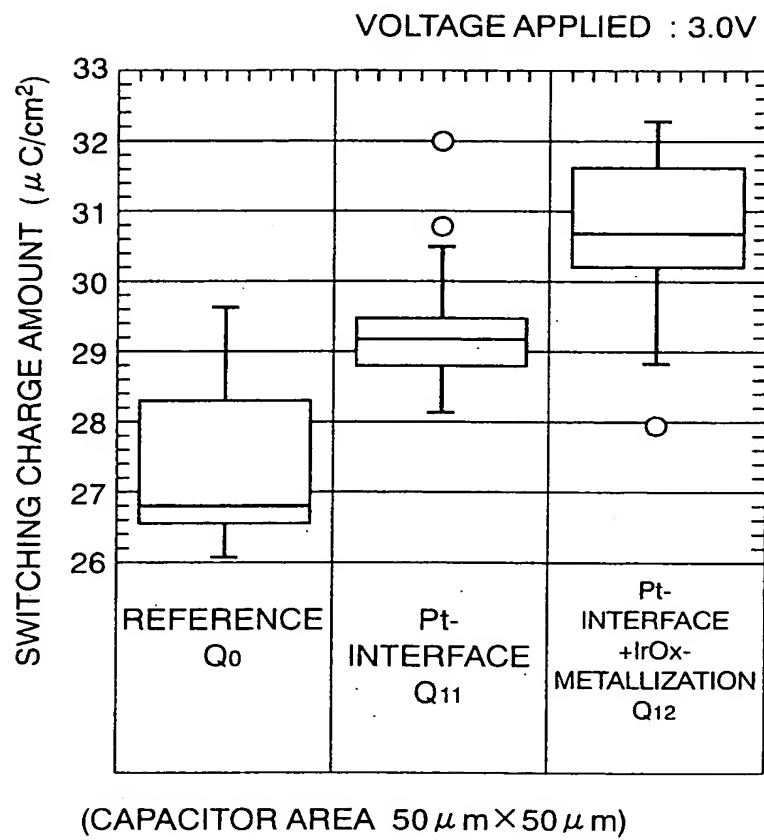 VOLTAGE APPLIED : 3.0V
SWITCHING CHARGE AMOUNT (μC/cm²)
33
32
31
30
29
28
27
26
REFERENCE
Q0
Pt-
INTERFACE
Q11
Pt-
INTERFACE
+IrOx-
METALLIZATION
Q12
(CAPACITOR AREA 50μm×50μm)